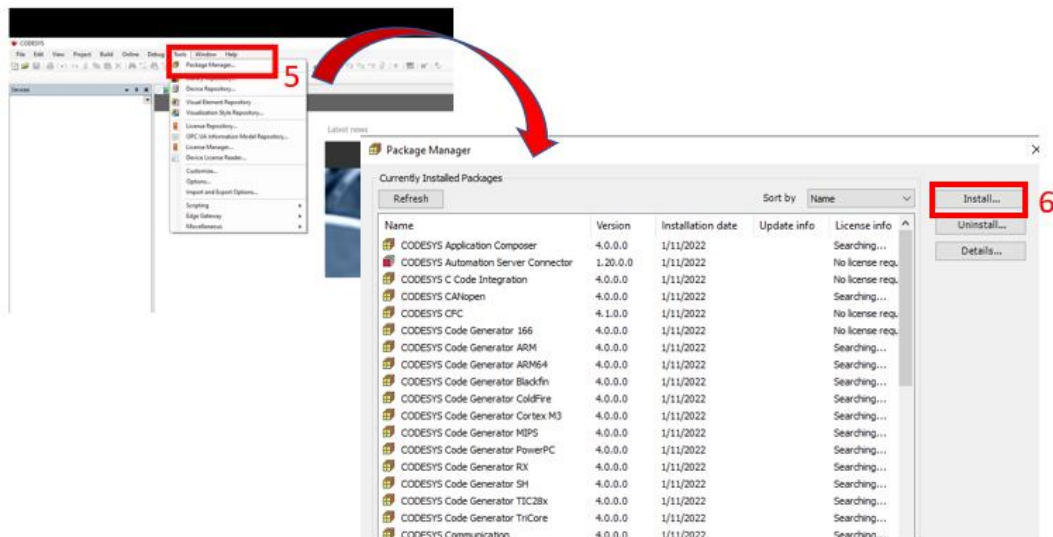 CODESYS
File Edit View Project Build Online Debug Tools Window Help
Package Manager...
Device Repository...
Visual Element Repository
Visualization Style Repository...
License Repository...
OPC UA Information Model Repository...
License Manager...
Device License Reader...
Customize...
Options...
Import and Export Options...
Scripting
Edge Gateway
Miscellaneous
5
Devices
Latest news
Package Manager
Currently Installed Packages
Refresh Sort by Name Install... 6
Name Version Installation date Update info License info Uninstall...
CODESYS Application Composer 4.0.0.0 1/11/2022 Searching... Details...
CODESYS Automation Server Connector 1.20.0.0 1/11/2022 No license requ
CODESYS C Code Integration 4.0.0.0 1/11/2022 No license requ
CODESYS CANopen 4.0.0.0 1/11/2022 Searching...
CODESYS CFC 4.1.0.0 1/11/2022 No license requ
CODESYS Code Generator 166 4.0.0.0 1/11/2022 No license requ
CODESYS Code Generator ARM 4.0.0.0 1/11/2022 Searching...
CODESYS Code Generator ARM64 4.0.0.0 1/11/2022 Searching...
CODESYS Code Generator Blackfin 4.0.0.0 1/11/2022 Searching...
CODESYS Code Generator ColdFire 4.0.0.0 1/11/2022 Searching...
CODESYS Code Generator Cortex M3 4.0.0.0 1/11/2022 Searching...
CODESYS Code Generator MIPS 4.0.0.0 1/11/2022 Searching...
CODESYS Code Generator PowerPC 4.0.0.0 1/11/2022 Searching...
CODESYS Code Generator RX 4.0.0.0 1/11/2022 Searching...
CODESYS Code Generator SH 4.0.0.0 1/11/2022 Searching...
CODESYS Code Generator TIC28x 4.0.0.0 1/11/2022 Searching...
CODESYS Code Generator TriCore 4.0.0.0 1/11/2022 Searching...
CODESYS Communication 4.0.0.0 1/11/2022 Searching...